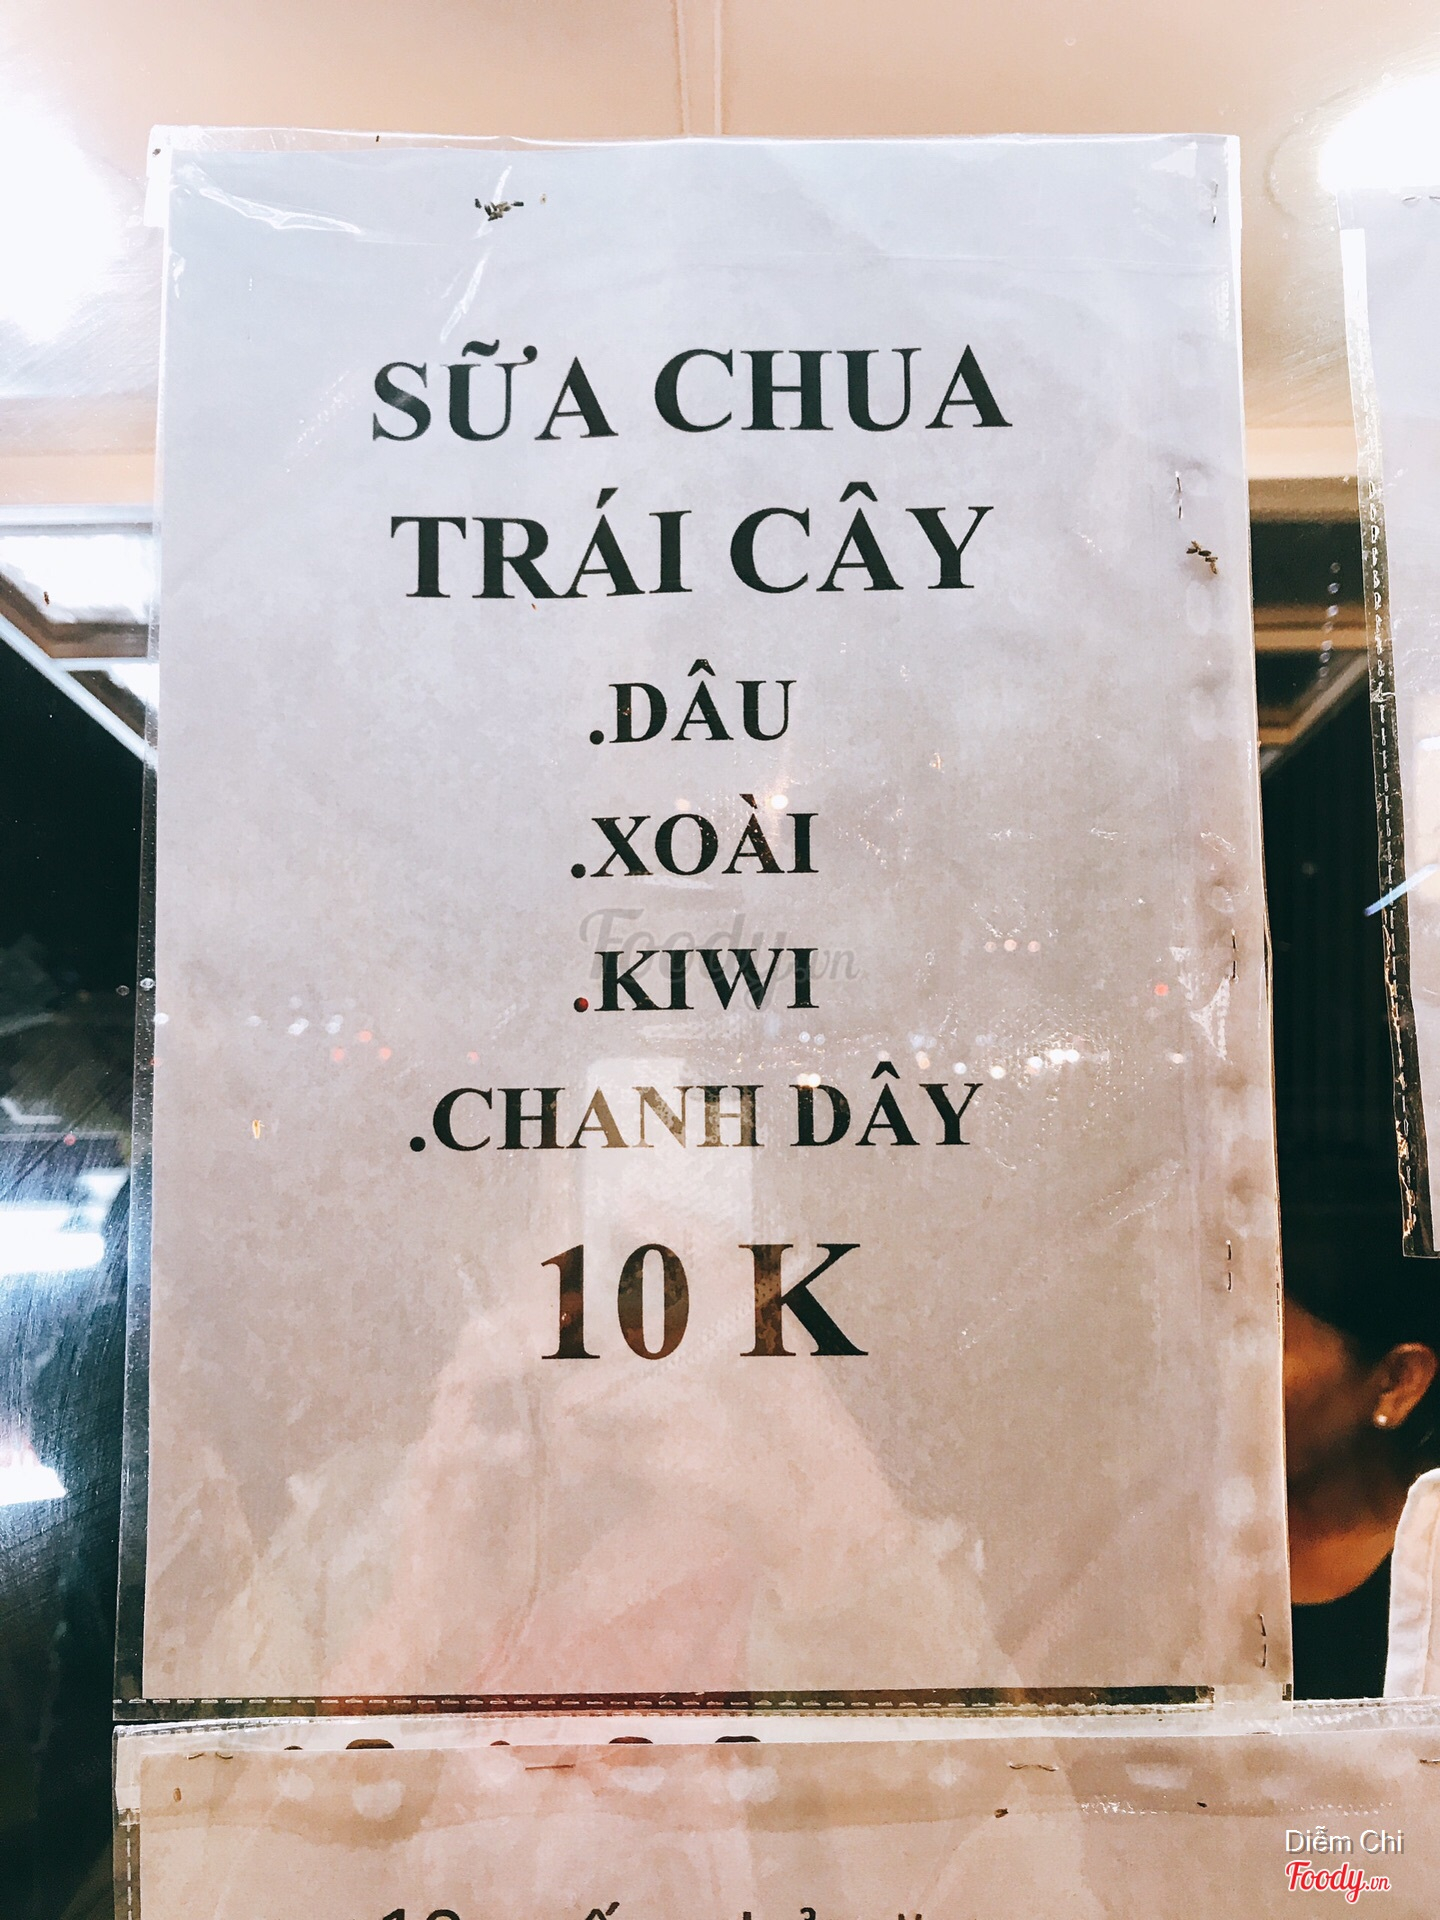 SỮA CHUA
TRÁI CÂY
.DÂU
.XOÀI
Foody.vn
.KIWI
.CHANH DÂY
10 K
Diễm Chi
Foody.vn